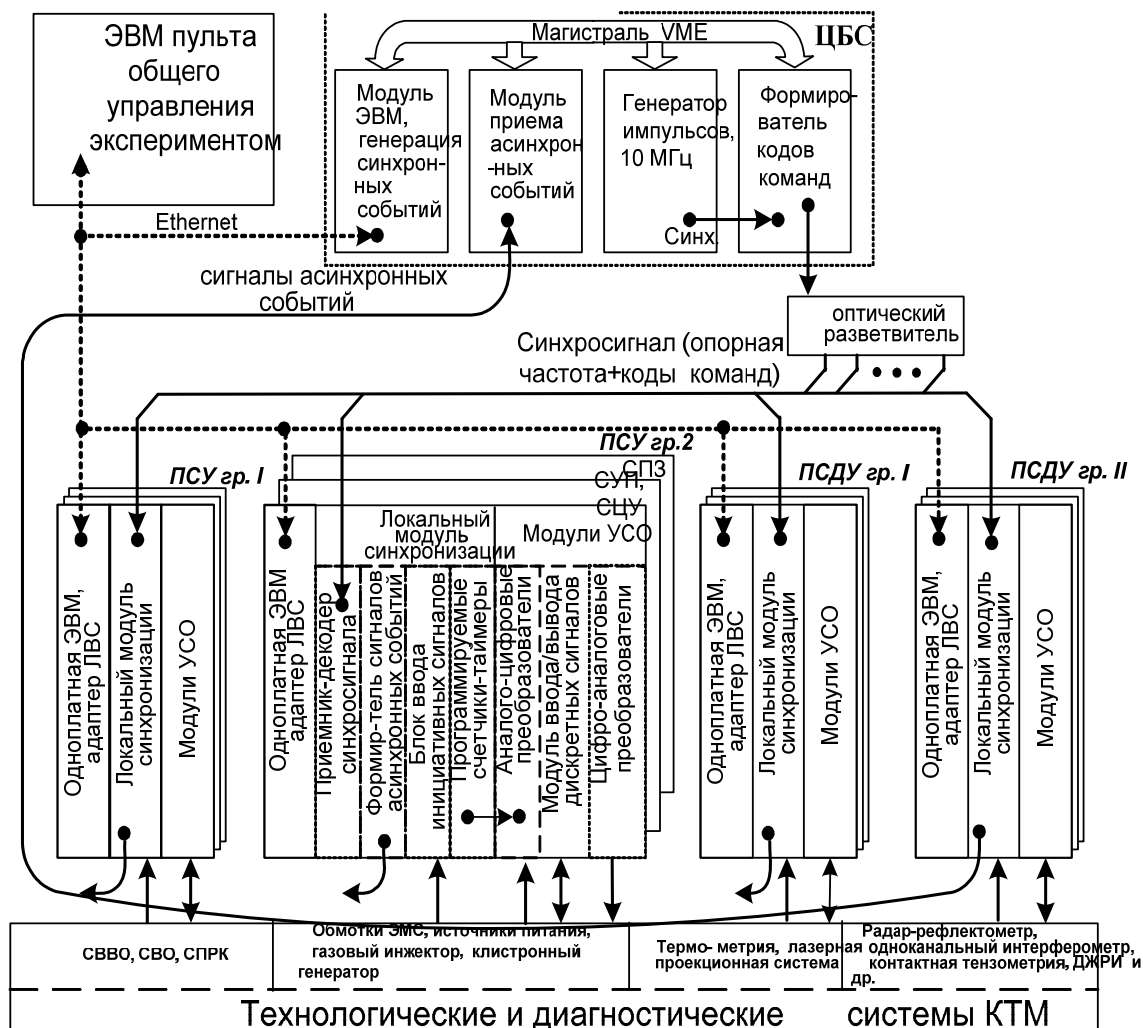 ЭВМ пульта
общего
управления
экспериментом
Магистраль VME
ЦБС
Модуль
ЭВМ,
генерация
синхрон-
ных
событий
Модуль
приема
асинхрон
-ных
событий
Генератор
импульсов,
10 МГц
Формиро-
ватель
кодов
команд
Синх.
Ethernet
сигналы асинхронных
событий
оптический
разветвитель
Синхросигнал (опорная
частота+коды команд)
ПСУ гр. I
Одноплатная ЭВМ,
адаптер ЛВС
Локальный модуль
синхронизации
Модули УСО
ПСУ гр.2
СПЗ
СУП,
СЦУ
Локальный
модуль
синхронизации
Модули УСО
Одноплатная ЭВМ
адаптер ЛВС
Приемник-декодер
синхросигнала
Формир-тель сигналов
асинхронных событий
Блок ввода
инициативных сигналов
Программируемые
счетчики-таймеры
Аналого-цифровые
преобразователи
Модуль ввода/вывода
дискретных сигналов
Цифро-аналоговые
преобразователи
ПСДУ гр. I
Одноплатная ЭВМ,
адаптер ЛВС
Локальный модуль
синхронизации
Модули УСО
ПСДУ гр. II
Одноплатная ЭВМ,
адаптер ЛВС
Локальный модуль
синхронизации
Модули УСО
СВВО, СВО, СПРК
Обмотки ЭМС, источники питания,
газовый инжектор, клистронный
генератор
Термо- метрия, лазерная
проекционная система
Радар-рефлектометр,
одноканальный интерферометр,
контактная тензометрия, ДЖРИ и
др.
Технологические и диагностические системы КТМ